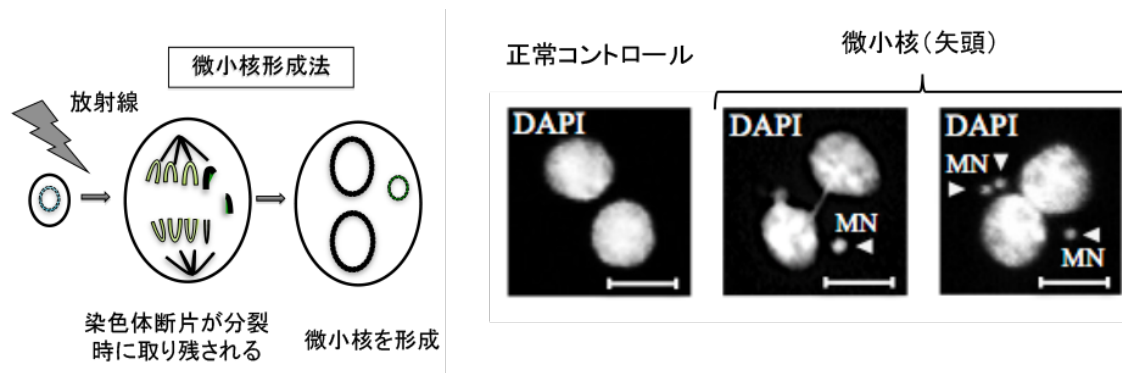 微小核形成法
放射線
染色体断片が分裂
時に取り残される
微小核を形成
正常コントロール
微小核(矢頭)
DAPI
DAPI
MN
DAPI
MN
MN